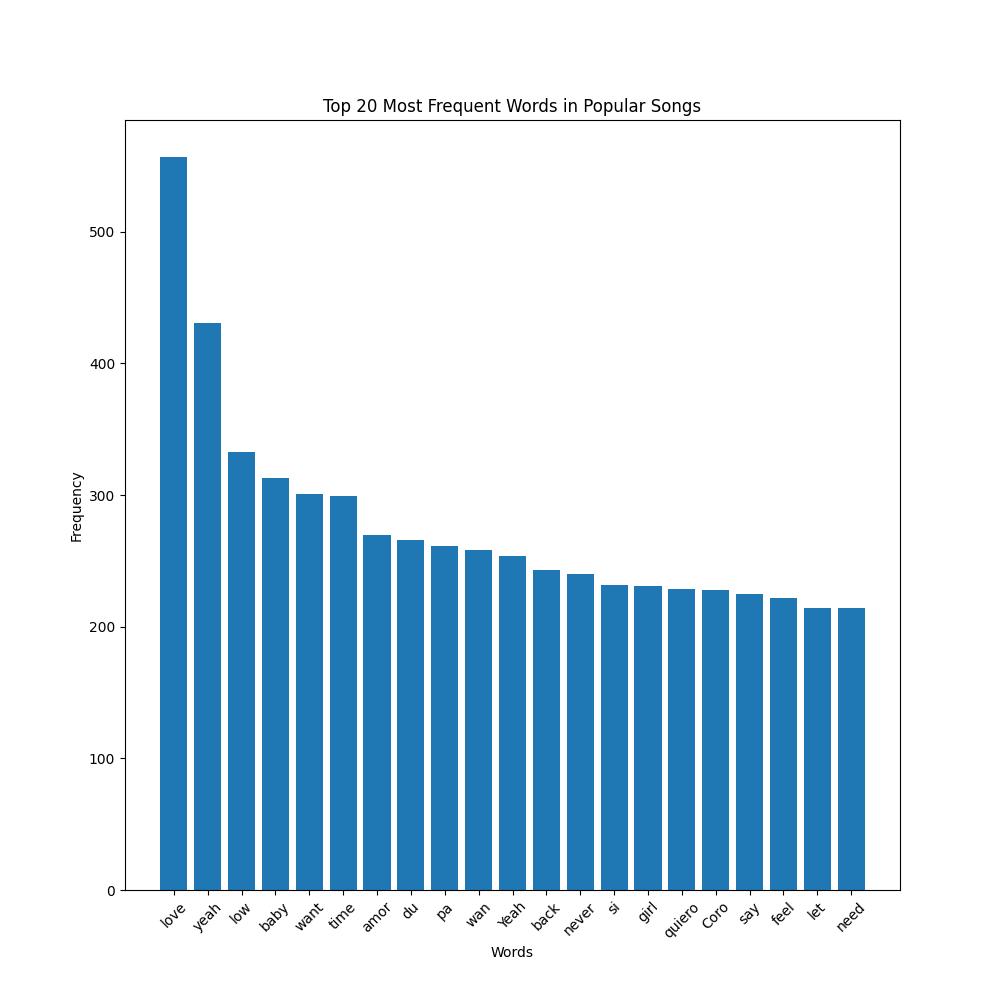 Top 20 Most Frequent Words in Popular Songs
Frequency
500
400
300
200
100
0
love yeah low baby want time amor du pa wan Yeah back never si girl quiero Coro say feel let need
Words